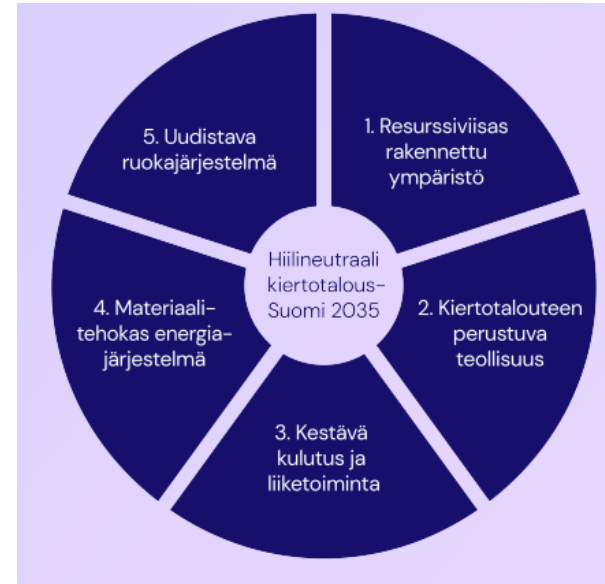 Hiilineutraali
kiertotalous-
Suomi 2035
1. Resurssiviisas
rakennettu
ympäristö
2. Kiertotalouteen
perustuva
teollisuus
3. Kestävä
kulutus ja
liiketoiminta
4. Materiaali-
tehokas energia-
järjestelmä
5. Uudistava
ruokajärjestelmä